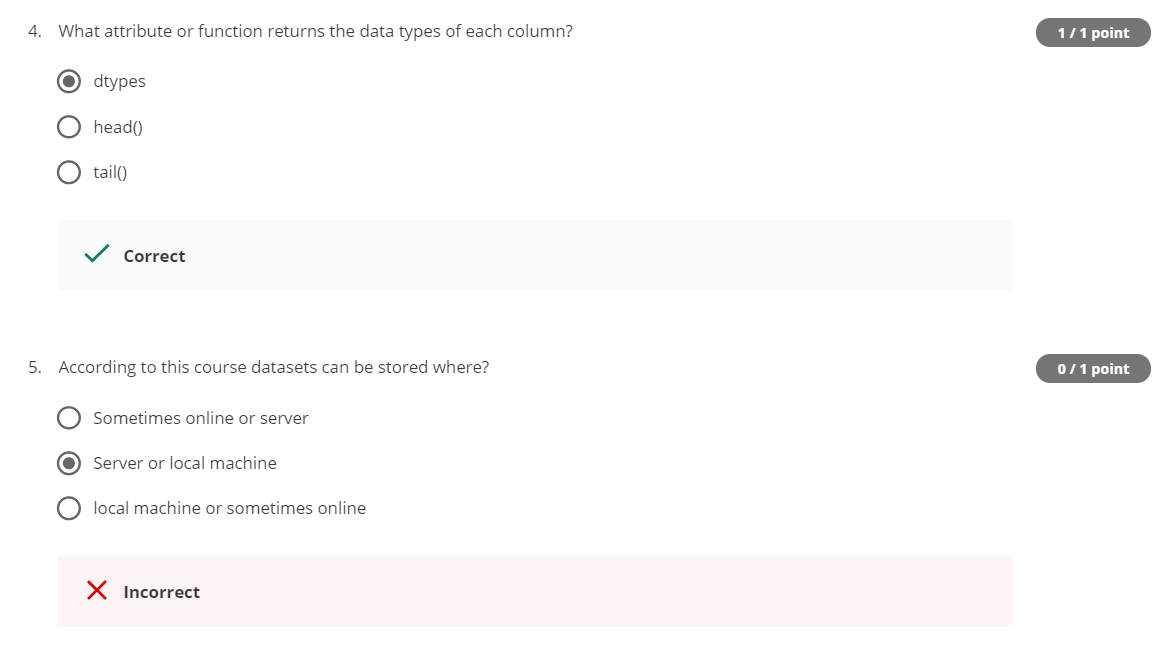 4. What attribute or function returns the data types of each column?
1 / 1 point
dtypes
head()
tail()
Correct
5. According to this course datasets can be stored where?
0 / 1 point
Sometimes online or server
Server or local machine
local machine or sometimes online
Incorrect